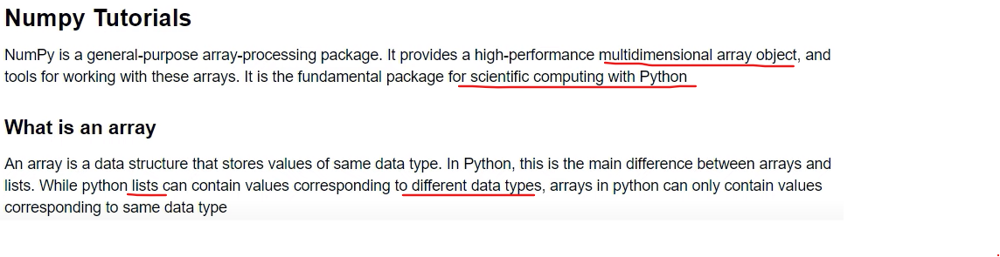 Numpy Tutorials
NumPy is a general-purpose array-processing package. It provides a high-performance multidimensional array object, and
tools for working with these arrays. It is the fundamental package for scientific computing with Python
What is an array
An array is a data structure that stores values of same data type. In Python, this is the main difference between arrays and
lists. While python lists can contain values corresponding to different data types, arrays in python can only contain values
corresponding to same data type